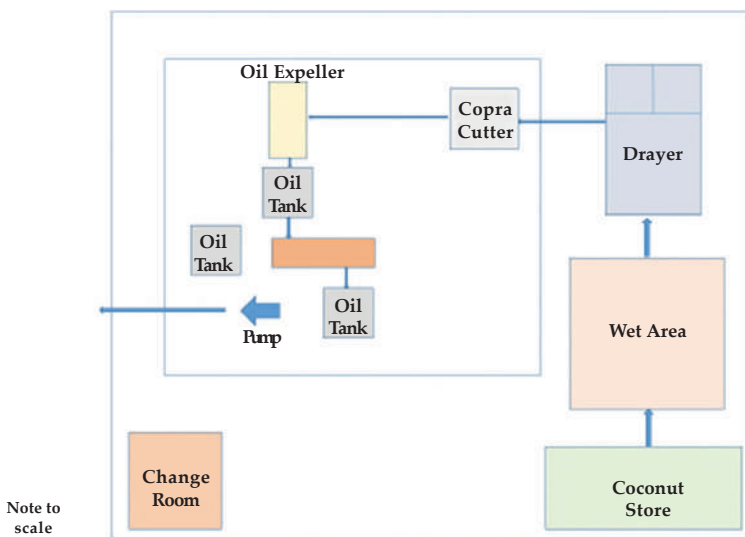 Oil Expeller
Copra
Cutter
Drayer
Oil
Tank
Oil
Tank
Oil
Tank
Pump
Wet Area
Change
Room
Coconut
Store
Note to
scale